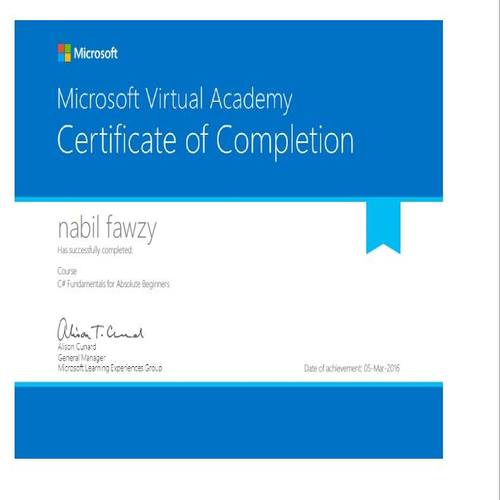 Microsoft
Microsoft Virtual Academy
Certificate of Completion
nabil fawzy
Has successfully completed:
Course
C# Fundamentals for Absolute Beginners
Alison T. Cunard
Alison Cunard
General Manager
Microsoft Learning Experiences Group
Date of achievement: 05-Mar-2016